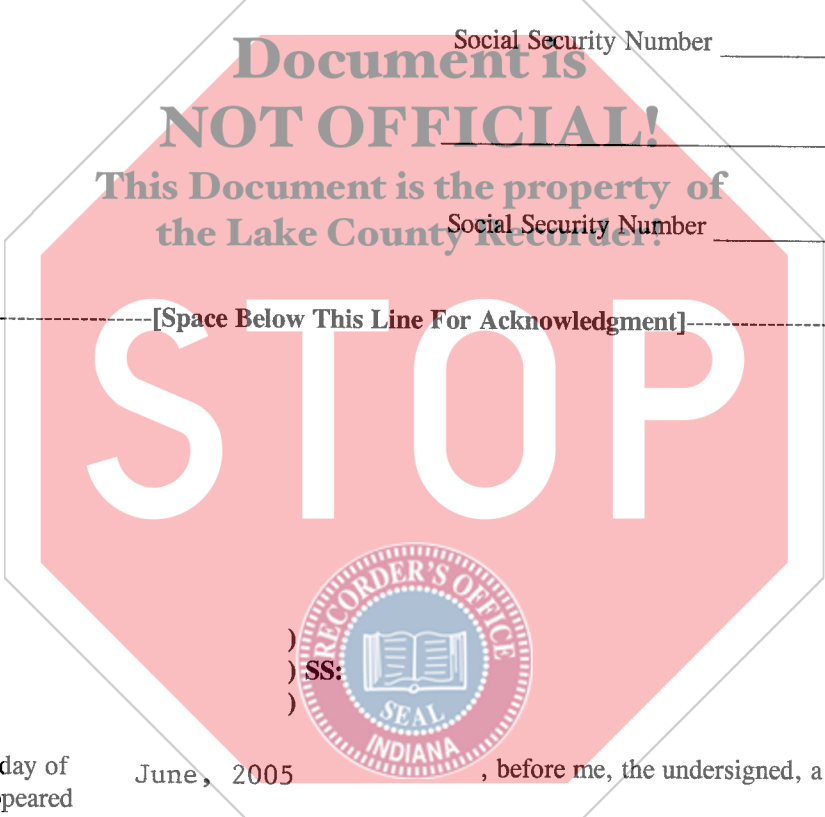 Social Security Number
Document is
NOT OFFICIAL!
This Document is the property of
the Lake County Recorder!
Social Security Number
[Space Below This Line For Acknowledgment]
STOP
RECORDER'S OFFICE
)
) SS:
)
SEAL
INDIANA
day of June, 2005 , before me, the undersigned, a
peared